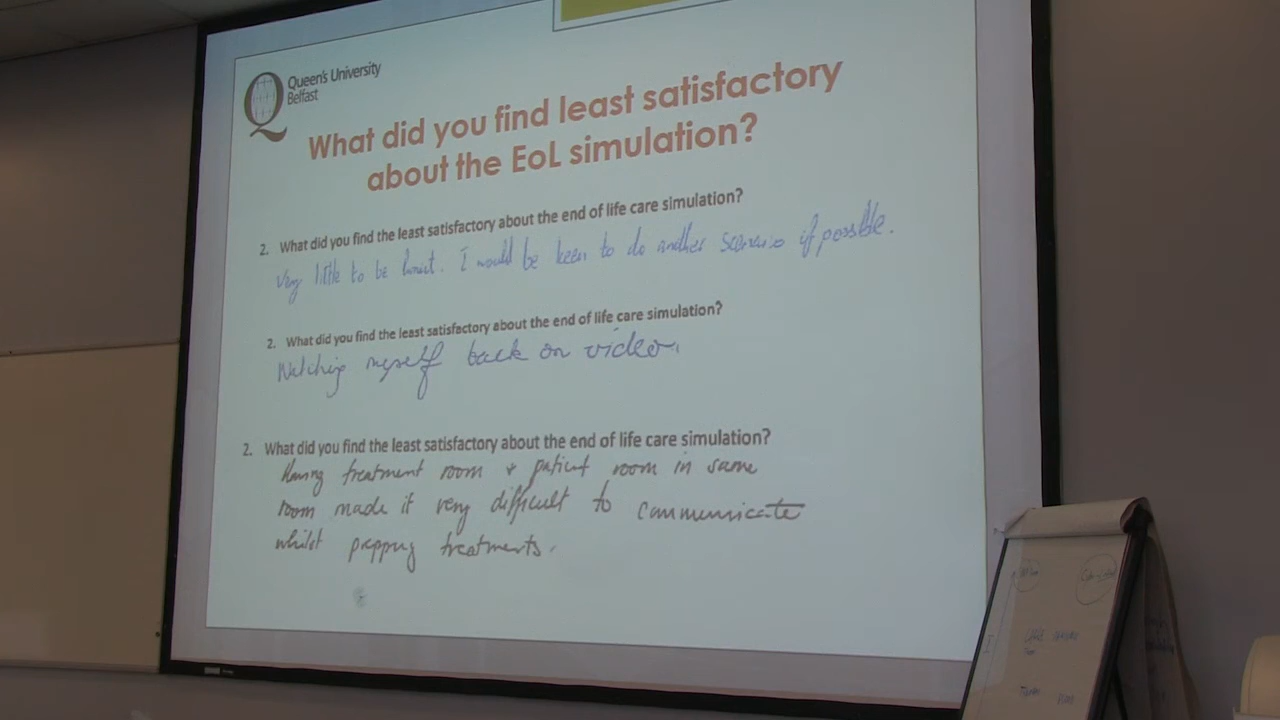 Queen's University
Belfast
What did you find least satisfactory
about the EoL simulation?
2. What did you find the least satisfactory about the end of life care simulation?
Very little to be honest. I would be keen to do another scenario if possible.
2. What did you find the least satisfactory about the end of life care simulation?
Watching myself back on video.
2. What did you find the least satisfactory about the end of life care simulation?
Having treatment room + patient room in same
room made it very difficult to communicate
whilst prepping treatments.